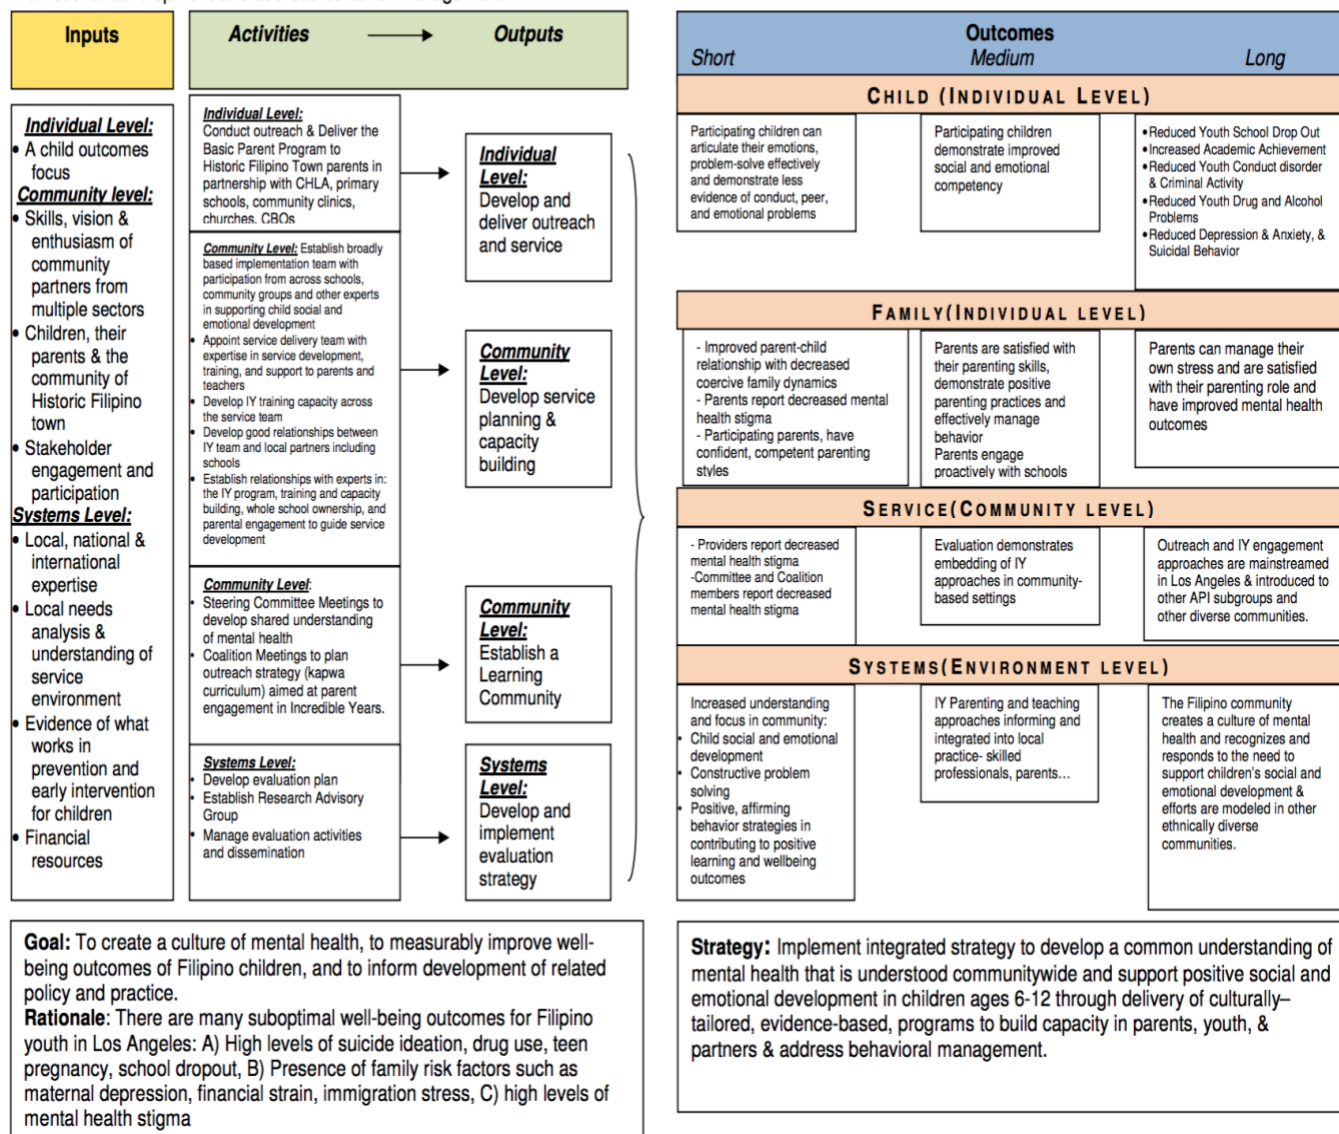 Inputs
Activities
Outputs
Outcomes
Short
Medium
Long
Individual Level:
• A child outcomes
focus
Community level:
• Skills, vision &
enthusiasm of
community
partners from
multiple sectors
• Children, their
parents & the
community of
Historic Filipino
town
• Stakeholder
engagement and
participation
Systems Level:
• Local, national &
international
expertise
• Local needs
analysis &
understanding of
service
environment
• Evidence of what
works in
prevention and
early intervention
for children
• Financial
resources
Individual Level:
Conduct outreach & Deliver the
Basic Parent Program to
Historic Filipino Town parents in
partnership with CHLA, primary
schools, community clinics,
churches, CBOs
Community Level: Establish broadly
based implementation team with
participation from across schools,
community groups and other experts
in supporting child social and
emotional development
• Appoint service delivery team with
expertise in service development,
training, and support to parents and
teachers
• Develop IY training capacity across
the service team
• Develop good relationships between
IY team and local partners including
schools
• Establish relationships with experts in:
the IY program, training and capacity
building, whole school ownership, and
parental engagement to guide service
development
Community Level:
• Steering Committee Meetings to
develop shared understanding
of mental health
• Coalition Meetings to plan
outreach strategy (kapwa
curriculum) aimed at parent
engagement in Incredible Years.
Systems Level:
• Develop evaluation plan
• Establish Research Advisory
Group
• Manage evaluation activities
and dissemination
Individual
Level:
Develop and
deliver outreach
and service
Community
Level:
Develop service
planning &
capacity
building
Community
Level:
Establish a
Learning
Community
Systems
Level:
Develop and
implement
evaluation
strategy
CHILD (INDIVIDUAL LEVEL)
Participating children can
articulate their emotions,
problem-solve effectively
and demonstrate less
evidence of conduct, peer,
and emotional problems
Participating children
demonstrate improved
social and emotional
competency
•Reduced Youth School Drop Out
•Increased Academic Achievement
•Reduced Youth Conduct disorder
& Criminal Activity
•Reduced Youth Drug and Alcohol
Problems
•Reduced Depression & Anxiety, &
Suicidal Behavior
FAMILY(INDIVIDUAL LEVEL)
- Improved parent-child
relationship with decreased
coercive family dynamics
- Parents report decreased mental
health stigma
- Participating parents, have
confident, competent parenting
styles
Parents are satisfied with
their parenting skills,
demonstrate positive
parenting practices and
effectively manage
behavior
Parents engage
proactively with schools
Parents can manage their
own stress and are satisfied
with their parenting role and
have improved mental health
outcomes
SERVICE(COMMUNITY LEVEL)
- Providers report decreased
mental health stigma
-Committee and Coalition
members report decreased
mental health stigma
Evaluation demonstrates
embedding of IY
approaches in community-
based settings
Outreach and IY engagement
approaches are mainstreamed
in Los Angeles & introduced to
other API subgroups and
other diverse communities.
SYSTEMS(ENVIRONMENT LEVEL)
Increased understanding
and focus in community:
• Child social and emotional
development
• Constructive problem
solving
• Positive, affirming
behavior strategies in
contributing to positive
learning and wellbeing
outcomes
IY Parenting and teaching
approaches informing and
integrated into local
practice- skilled
professionals, parents…
The Filipino community
creates a culture of mental
health and recognizes and
responds to the need to
support children's social and
emotional development &
efforts are modeled in other
ethnically diverse
communities.
Goal: To create a culture of mental health, to measurably improve well-
being outcomes of Filipino children, and to inform development of related
policy and practice.
Rationale: There are many suboptimal well-being outcomes for Filipino
youth in Los Angeles: A) High levels of suicide ideation, drug use, teen
pregnancy, school dropout, B) Presence of family risk factors such as
maternal depression, financial strain, immigration stress, C) high levels of
mental health stigma
Strategy: Implement integrated strategy to develop a common understanding of
mental health that is understood communitywide and support positive social and
emotional development in children ages 6-12 through delivery of culturally–
tailored, evidence-based, programs to build capacity in parents, youth, &
partners & address behavioral management.